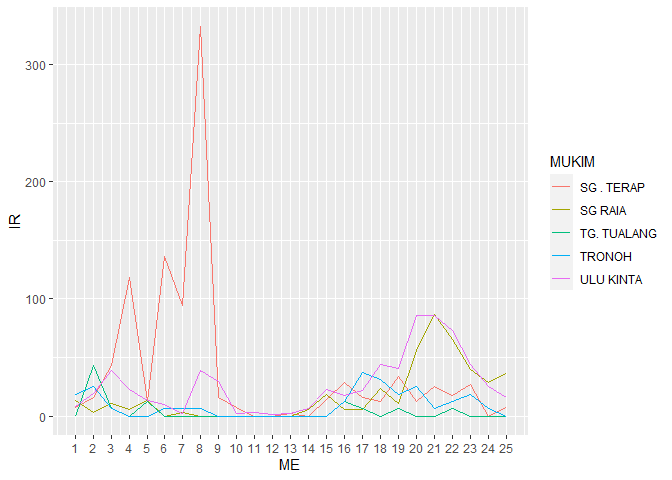 300
200
100
0
IR
1 2 3 4 5 6 7 8 9 10 11 12 13 14 15 16 17 18 19 20 21 22 23 24 25
ME
MUKIM
SG . TERAP
SG RAIA
TG. TUALANG
TRONOH
ULU KINTA